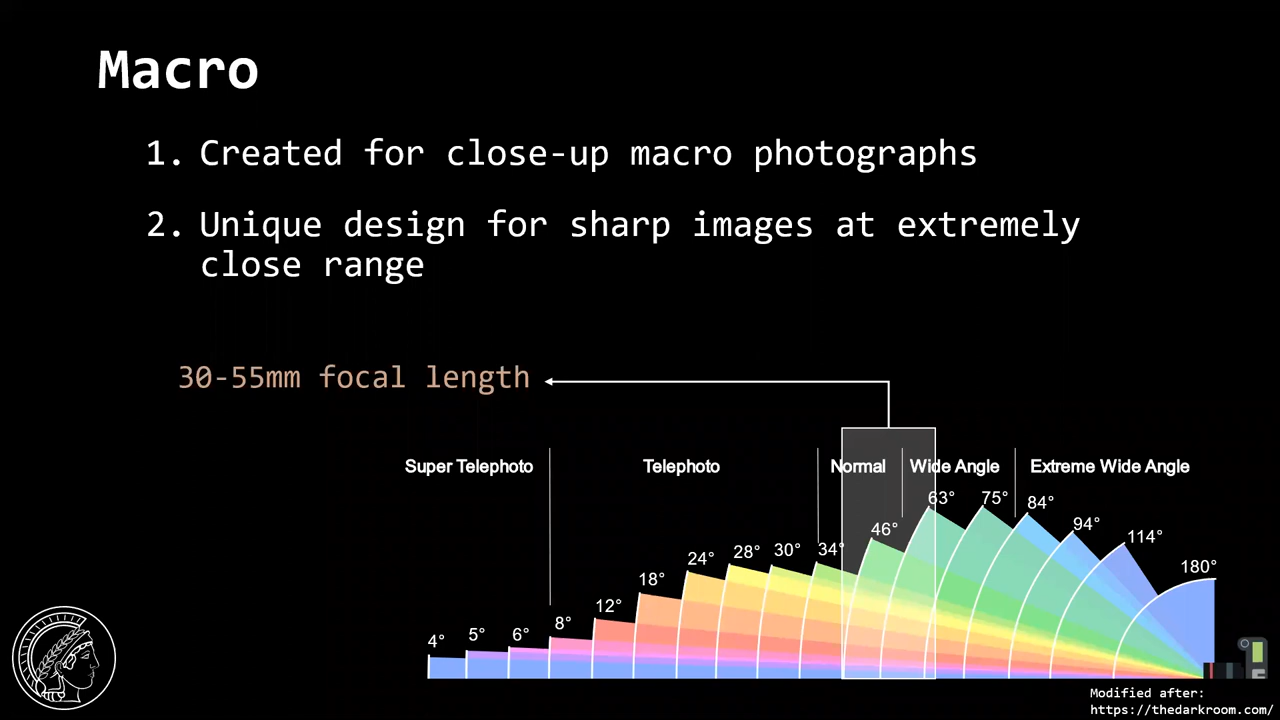 Macro
1. Created for close-up macro photographs
2. Unique design for sharp images at extremely
close range
30-55mm focal length
Super Telephoto
Telephoto
Normal
Wide Angle
Extreme Wide Angle
4°
5°
6°
8°
12°
18°
24°
28°
30°
34°
46°
63°
75°
84°
94°
114°
180°
Modified after:
https://thedarkroom.com/